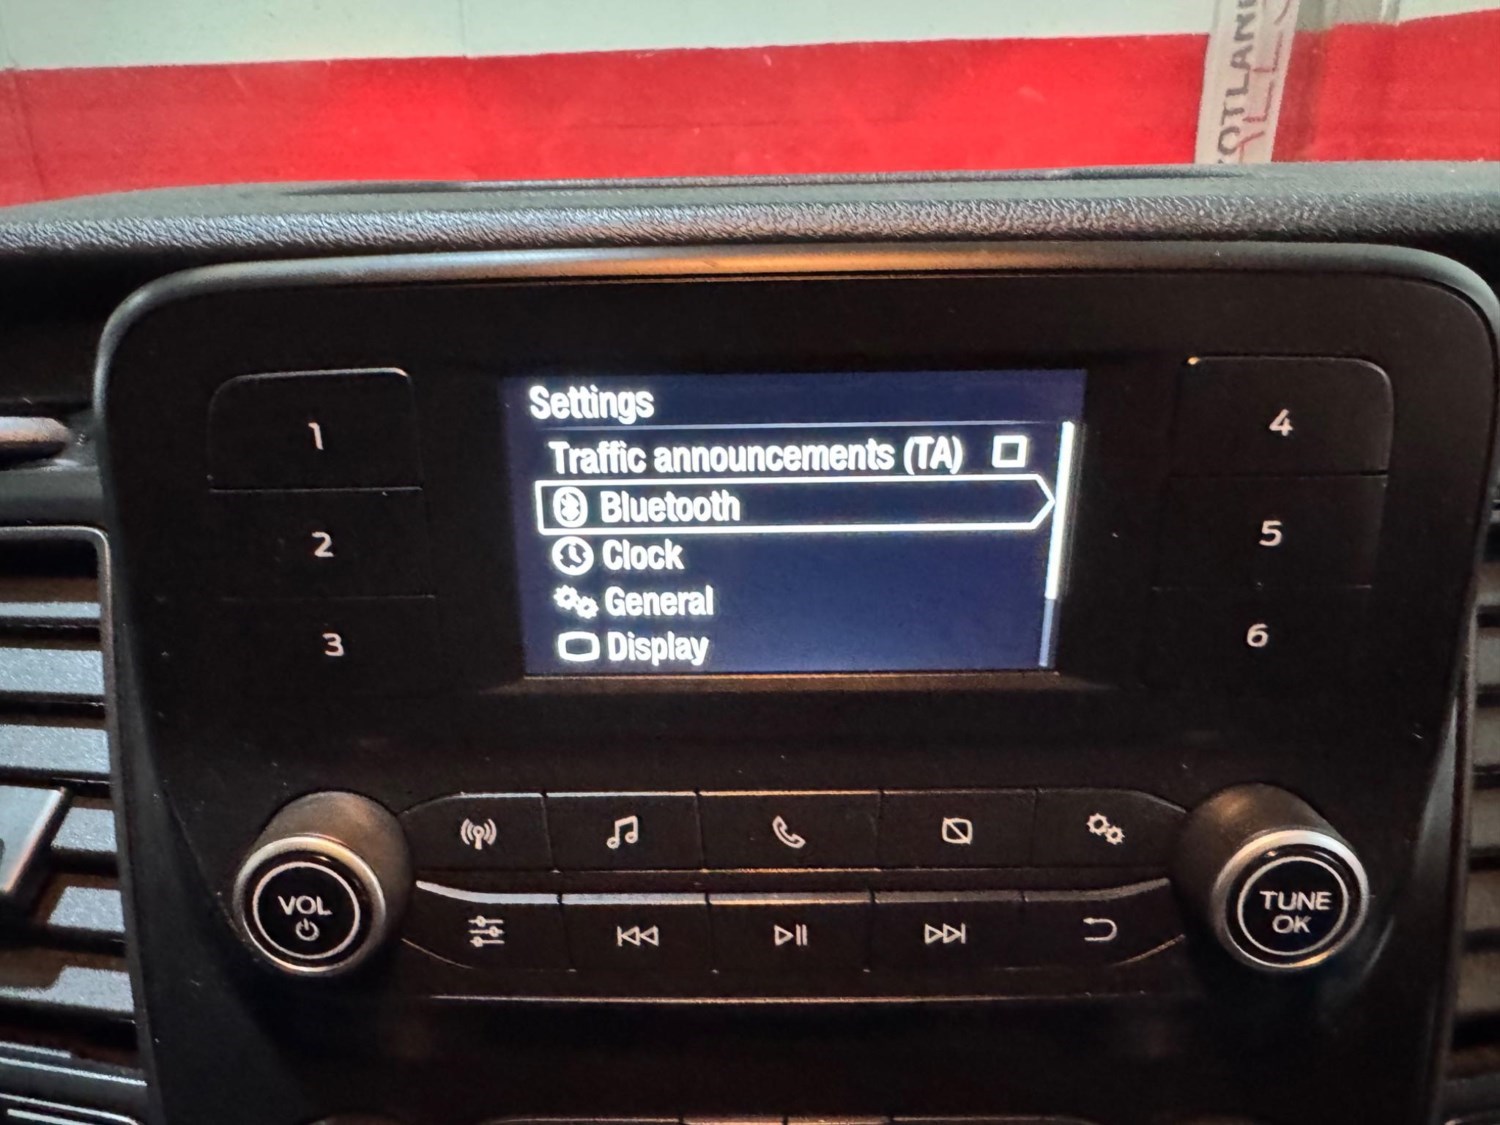 Settings
Traffic announcements (TA)
Bluetooth
Clock
General
Display
1
2
3
4
5
6
VOL
TUNE
OK